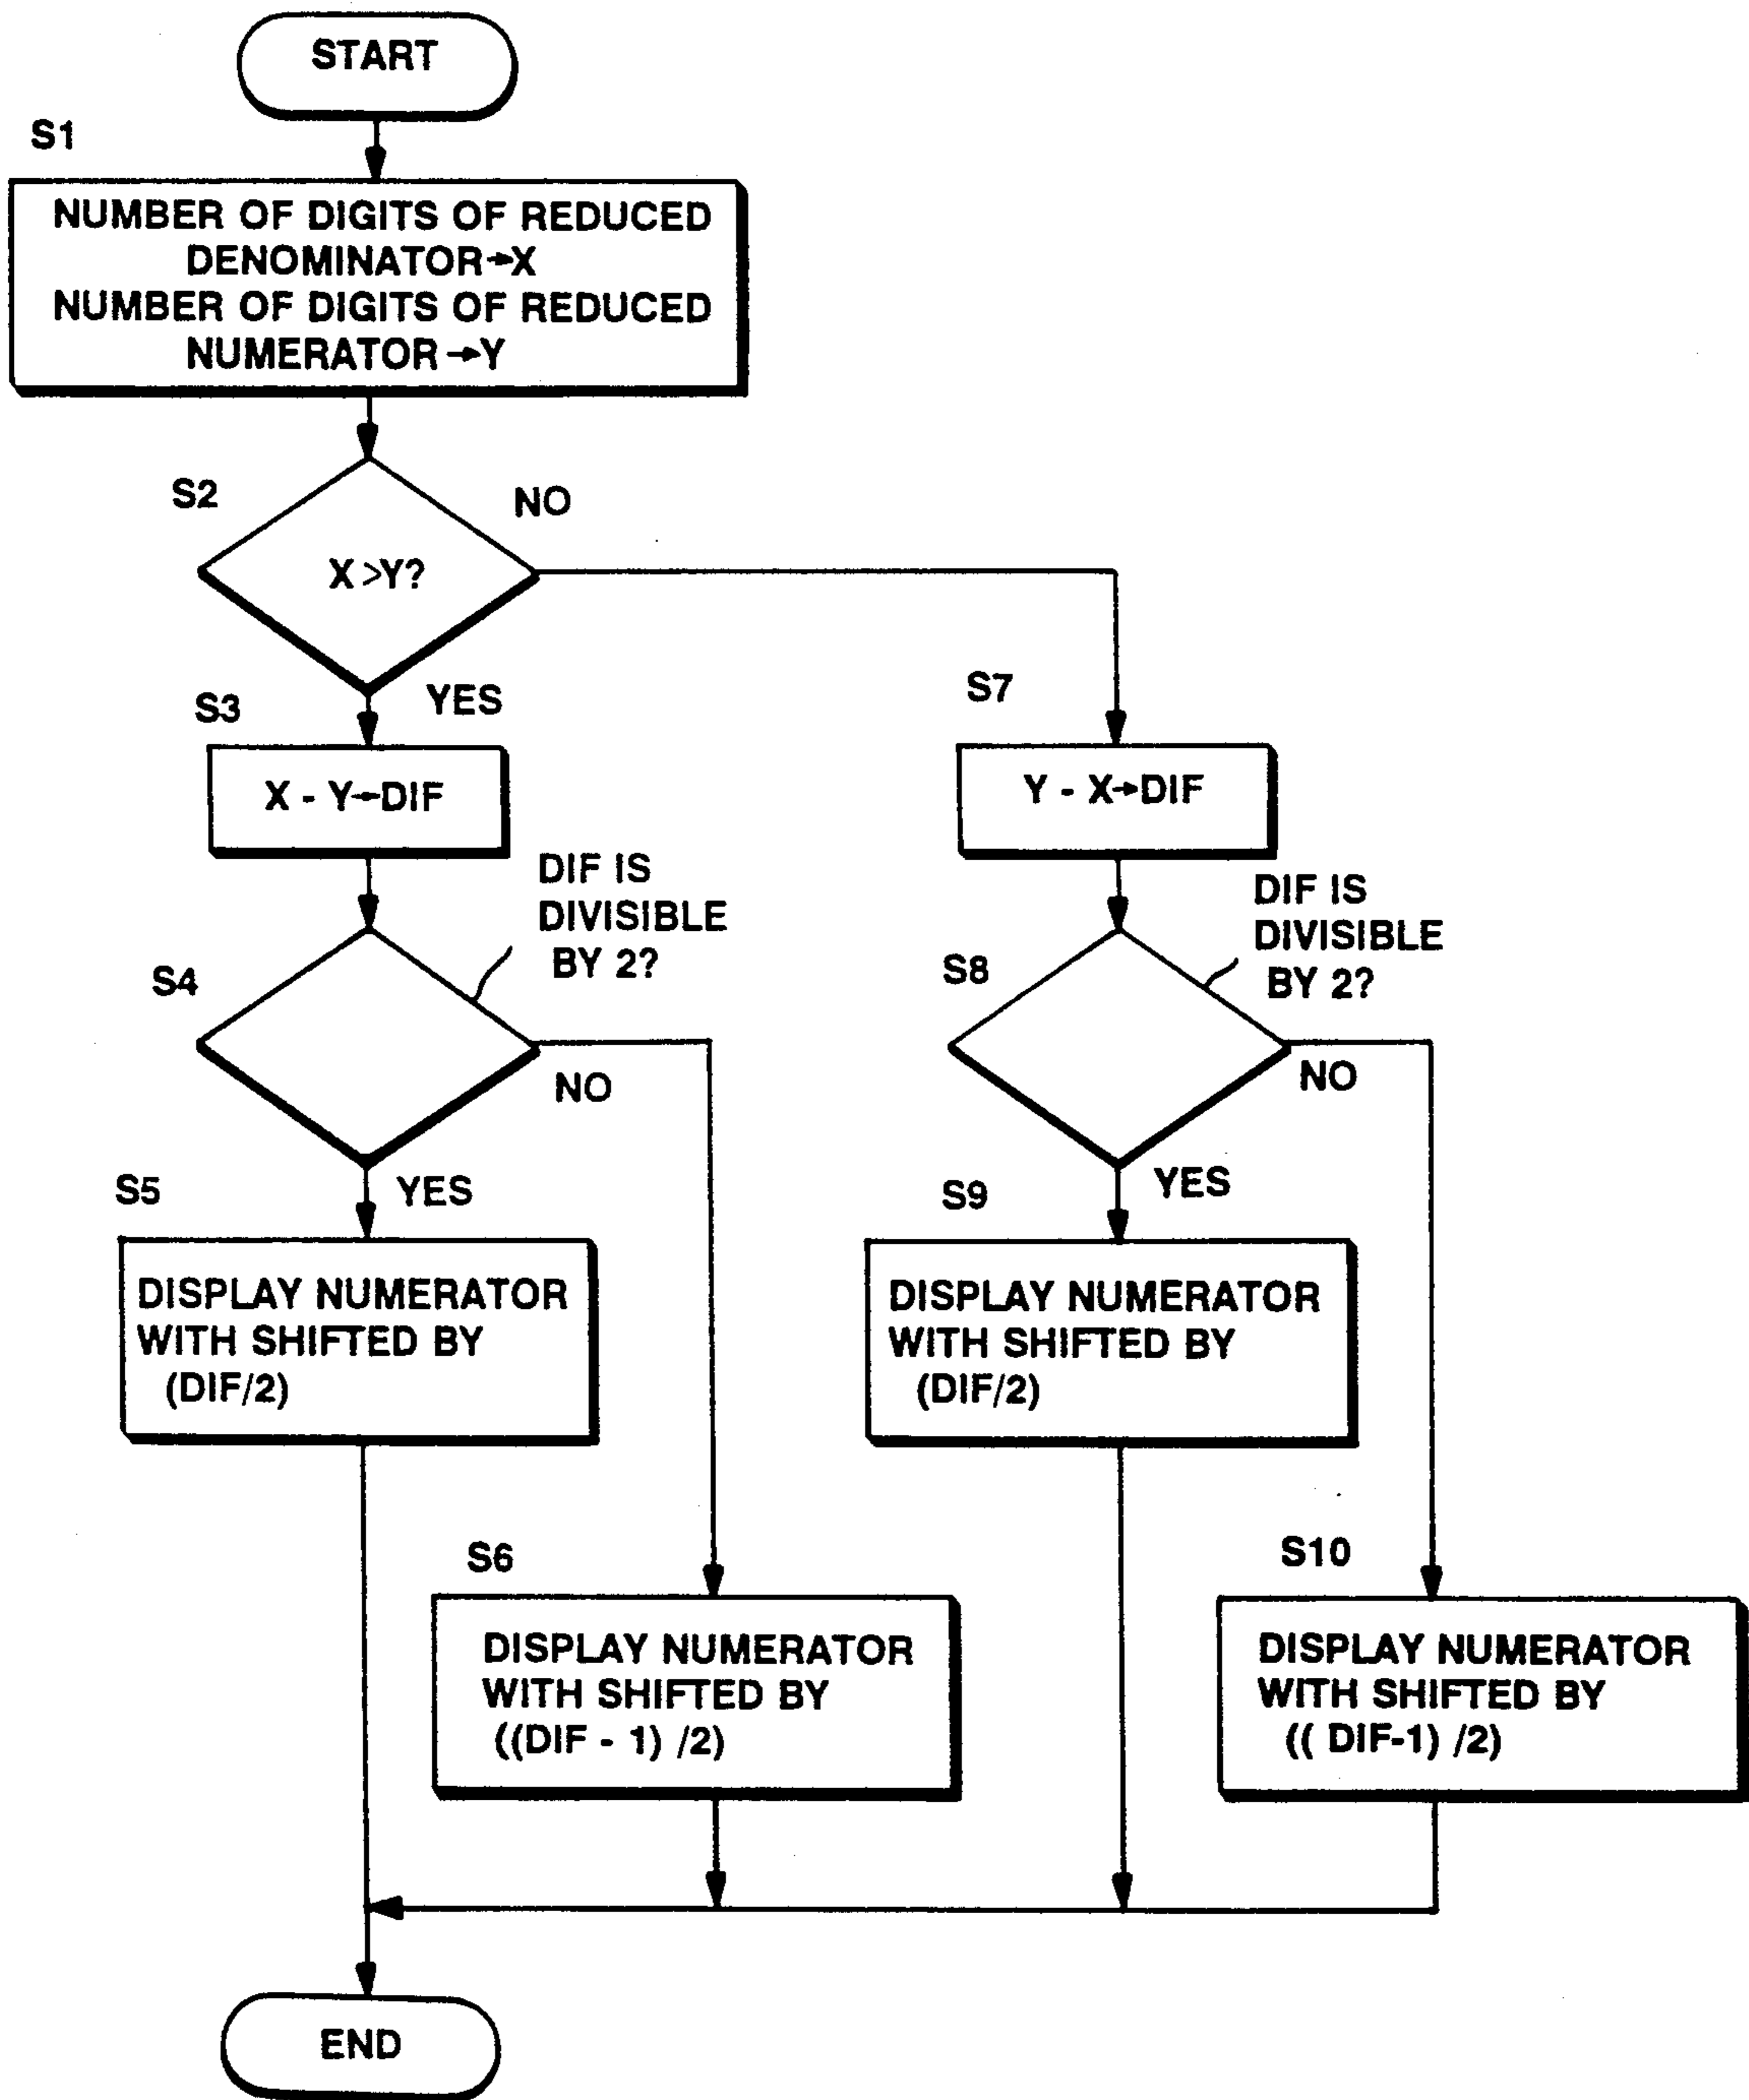 START
S1
NUMBER OF DIGITS OF REDUCED
DENOMINATOR→X
NUMBER OF DIGITS OF REDUCED
NUMERATOR→Y
S2
NO
X >Y?
YES
S3
X - Y→DIF
DIF IS
DIVISIBLE
BY 2?
S4
NO
YES
S5
DISPLAY NUMERATOR
WITH SHIFTED BY
(DIF/2)
S6
DISPLAY NUMERATOR
WITH SHIFTED BY
((DIF - 1) /2)
S7
Y - X→DIF
DIF IS
DIVISIBLE
BY 2?
S8
NO
YES
S9
DISPLAY NUMERATOR
WITH SHIFTED BY
(DIF/2)
S10
DISPLAY NUMERATOR
WITH SHIFTED BY
(( DIF-1) /2)
END